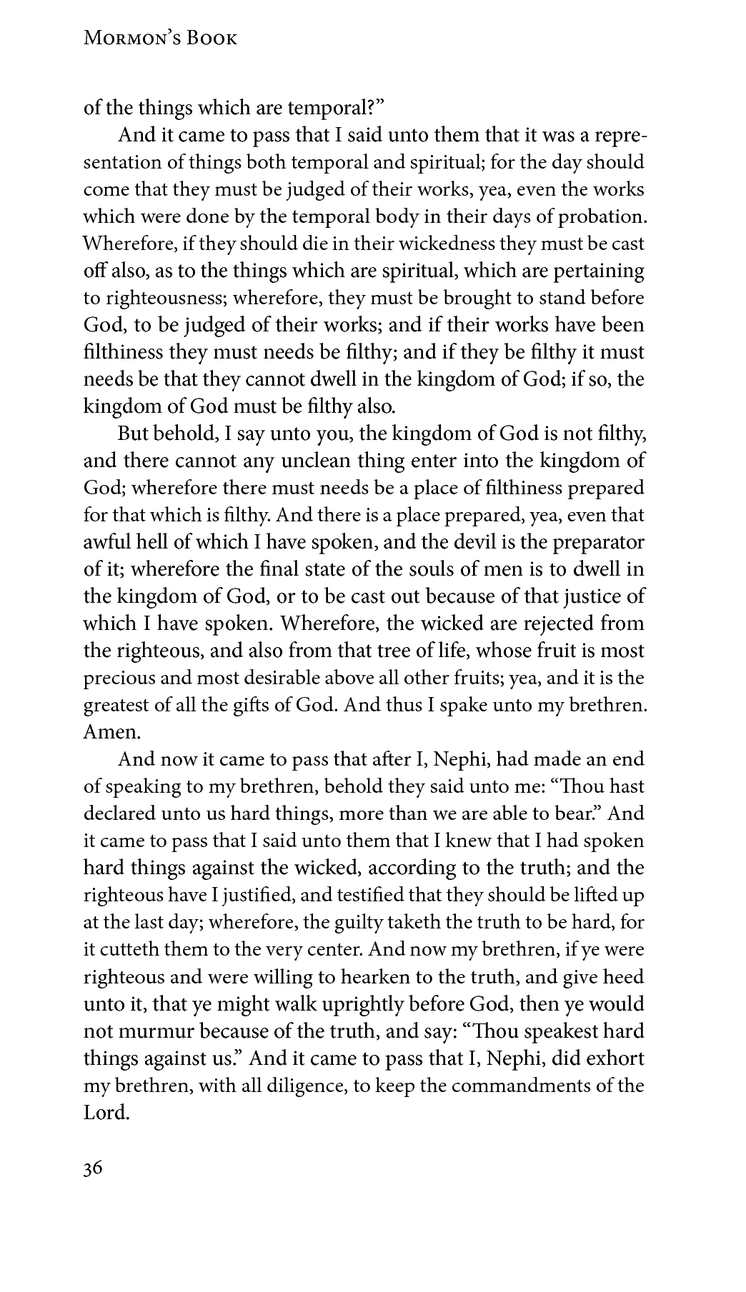 Mormon’s Book
of the things which are temporal?”
And it came to pass that I said unto them that it was a repre-
sentation of things both temporal and spiritual; for the day should
come that they must be judged of their works, yea, even the works
which were done by the temporal body in their days of probation.
Wherefore, if they should die in their wickedness they must be cast
off also, as to the things which are spiritual, which are pertaining
to righteousness; wherefore, they must be brought to stand before
God, to be judged of their works; and if their works have been
filthiness they must needs be filthy; and if they be filthy it must
needs be that they cannot dwell in the kingdom of God; if so, the
kingdom of God must be filthy also.
But behold, I say unto you, the kingdom of God is not filthy,
and there cannot any unclean thing enter into the kingdom of
God; wherefore there must needs be a place of filthiness prepared
for that which is filthy. And there is a place prepared, yea, even that
awful hell of which I have spoken, and the devil is the preparator
of it; wherefore the final state of the souls of men is to dwell in
the kingdom of God, or to be cast out because of that justice of
which I have spoken. Wherefore, the wicked are rejected from
the righteous, and also from that tree of life, whose fruit is most
precious and most desirable above all other fruits; yea, and it is the
greatest of all the gifts of God. And thus I spake unto my brethren.
Amen.
And now it came to pass that after I, Nephi, had made an end
of speaking to my brethren, behold they said unto me: “Thou hast
declared unto us hard things, more than we are able to bear.” And
it came to pass that I said unto them that I knew that I had spoken
hard things against the wicked, according to the truth; and the
righteous have I justified, and testified that they should be lifted up
at the last day; wherefore, the guilty taketh the truth to be hard, for
it cutteth them to the very center. And now my brethren, if ye were
righteous and were willing to hearken to the truth, and give heed
unto it, that ye might walk uprightly before God, then ye would
not murmur because of the truth, and say: “Thou speakest hard
things against us.” And it came to pass that I, Nephi, did exhort
my brethren, with all diligence, to keep the commandments of the
Lord.
36